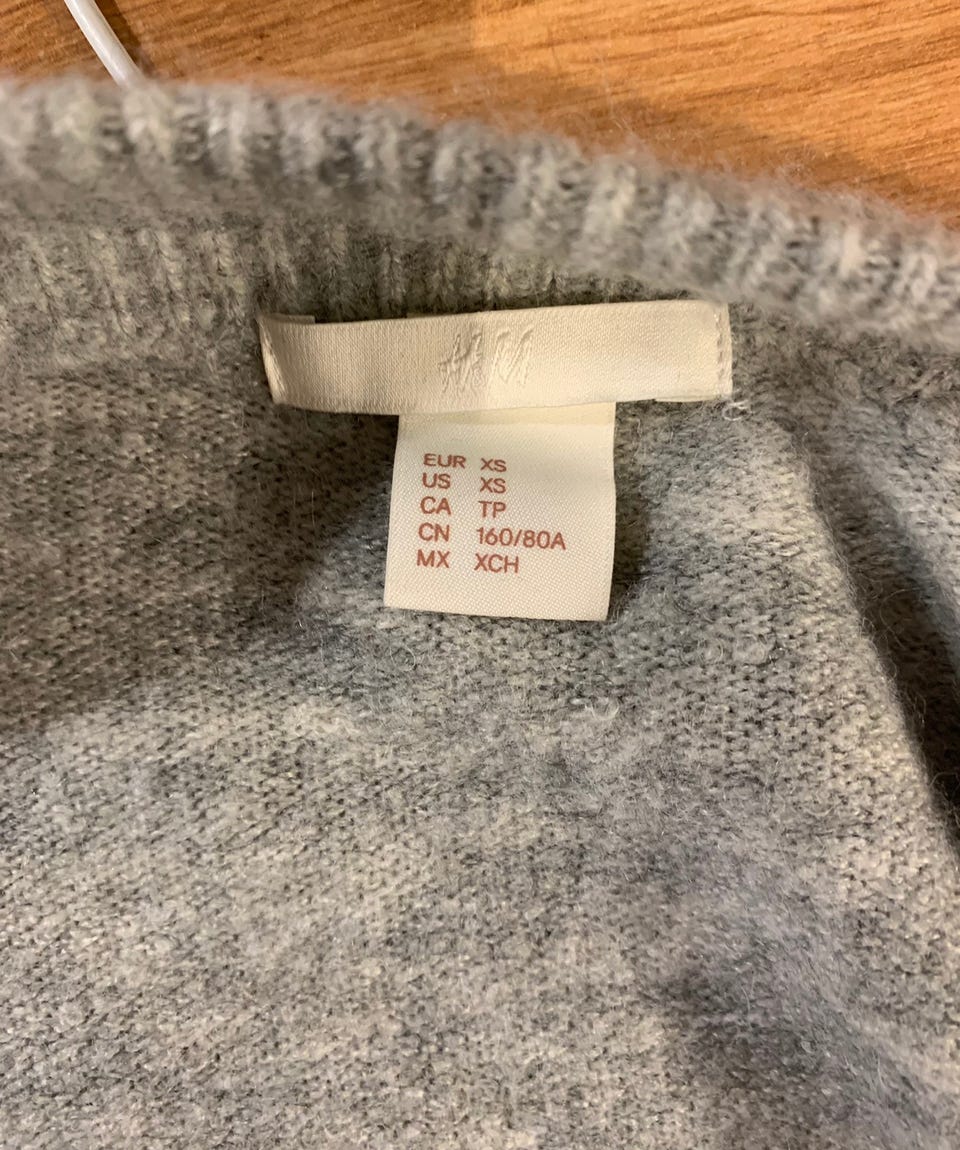 H&M
EUR XS
US XS
CA TP
CN 160/80A
MX XCH